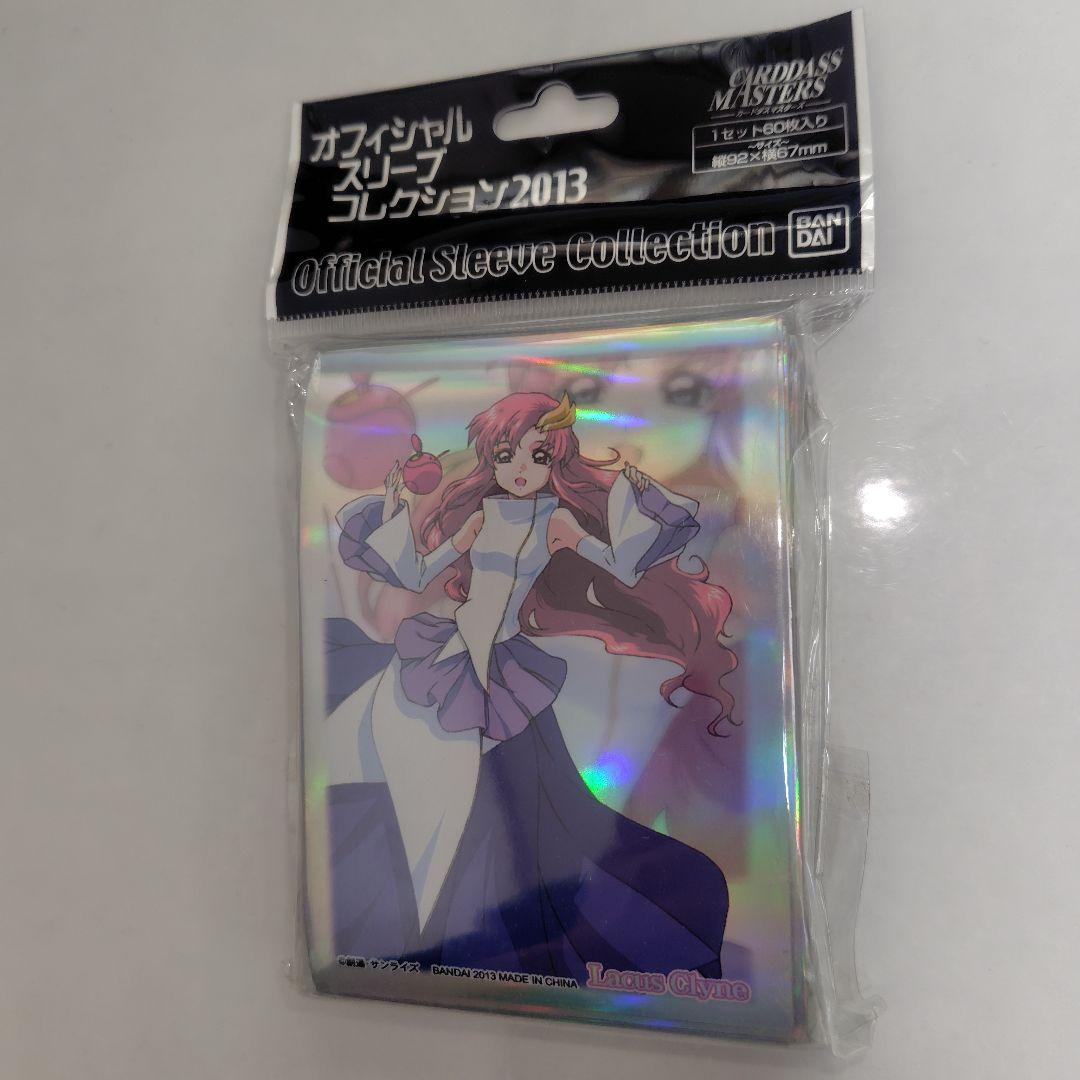 オフィシャル
スリーブ
コレクション2013
Official Sleeve Collection
CARDDASS
MASTERS
カードダスマスターズ
1セット60枚入り
~サイズ~
縦92×横67mm
BAN
DAI
©創通・サンライズ BANDAI 2013 MADE IN CHINA
Lacus Clyne